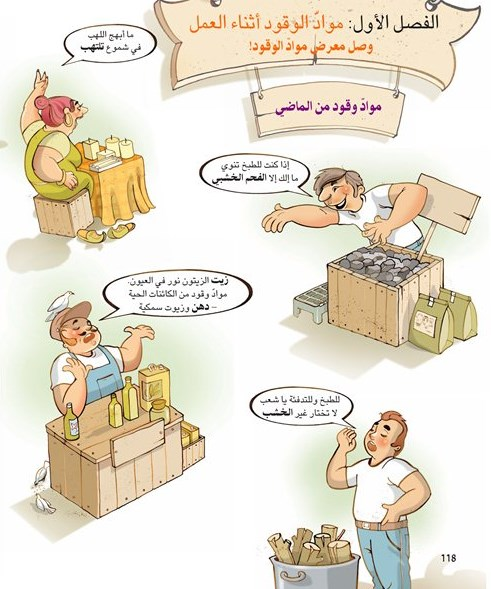 الفصل الأول: موادّ الوقود أثناء العمل
وصل معرض موادّ الوقود!
موادّ وقود من الماضي
ما أبهج اللهب
في شموع تلتهب
إذا كنت للطبخ تنوي
ما إلك إلا الفحم الخشبي
زيت الزيتون نور في العيون.
موادّ وقود من الكائنات الحية
– دهن وزيوت سمكية
للطبخ وللتدفئة يا شعب
لا تختار غير الخشب
118